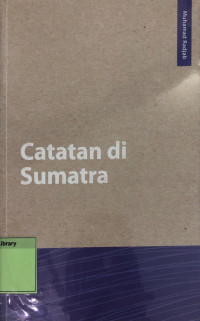 Muhamad Radjab
Catatan di
Sumatra
library